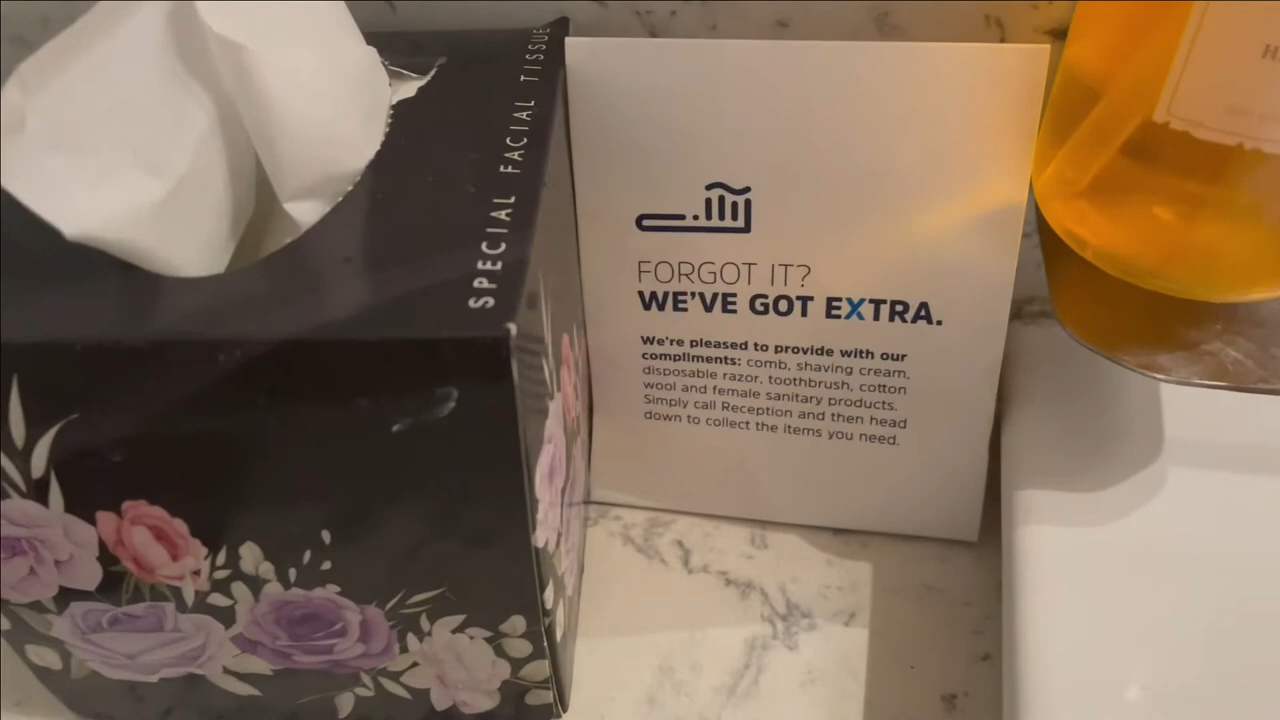 SPECIAL FACIAL TISSUE
FORGOT IT?
WE'VE GOT EXTRA.
We're pleased to provide with our
compliments: comb, shaving cream,
disposable razor, toothbrush, cotton
wool and female sanitary products.
Simply call Reception and then head
down to collect the items you need.